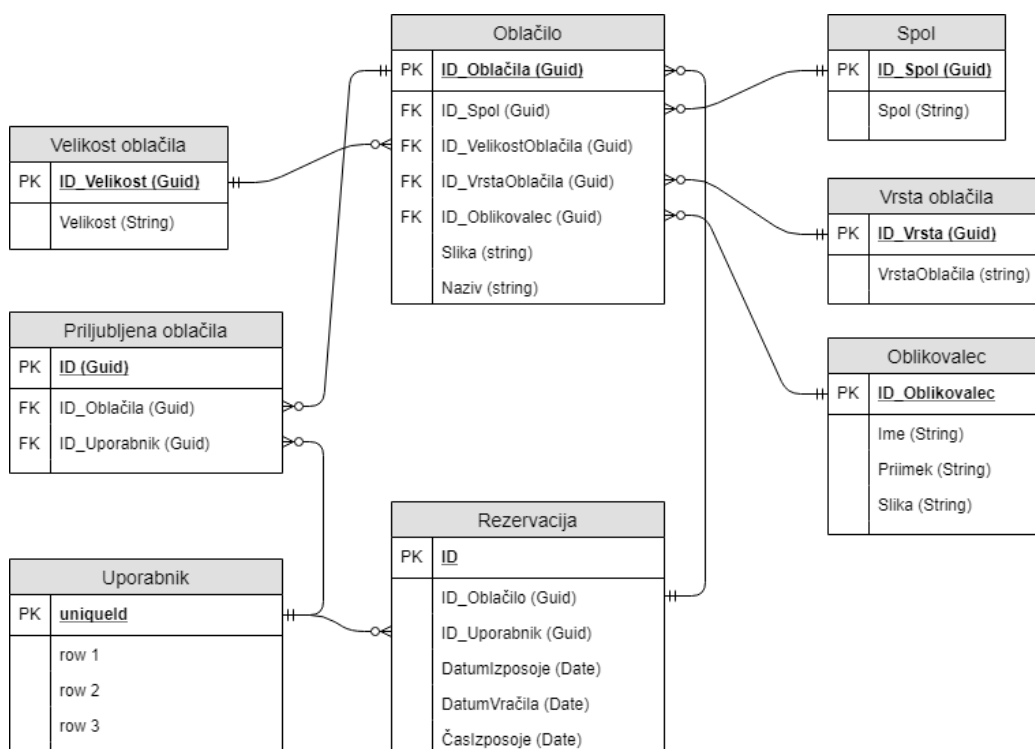 Oblačilo
PK ID_Oblačila (Guid)
FK ID_Spol (Guid)
FK ID_VelikostOblačila (Guid)
FK ID_VrstaOblačila (Guid)
FK ID_Oblikovalec (Guid)
Slika (string)
Naziv (string)
Spol
PK ID_Spol (Guid)
Spol (String)
Velikost oblačila
PK ID_Velikost (Guid)
Velikost (String)
Vrsta oblačila
PK ID_Vrsta (Guid)
VrstaOblačila (string)
Priljubljena oblačila
PK ID (Guid)
FK ID_Oblačila (Guid)
FK ID_Uporabnik (Guid)
Oblikovalec
PK ID_Oblikovalec
Ime (String)
Priimek (String)
Slika (String)
Rezervacija
PK ID
ID_Oblačilo (Guid)
ID_Uporabnik (Guid)
DatumIzposoje (Date)
DatumVračila (Date)
ČasIzposoje (Date)
Uporabnik
PK uniqueId
row 1
row 2
row 3